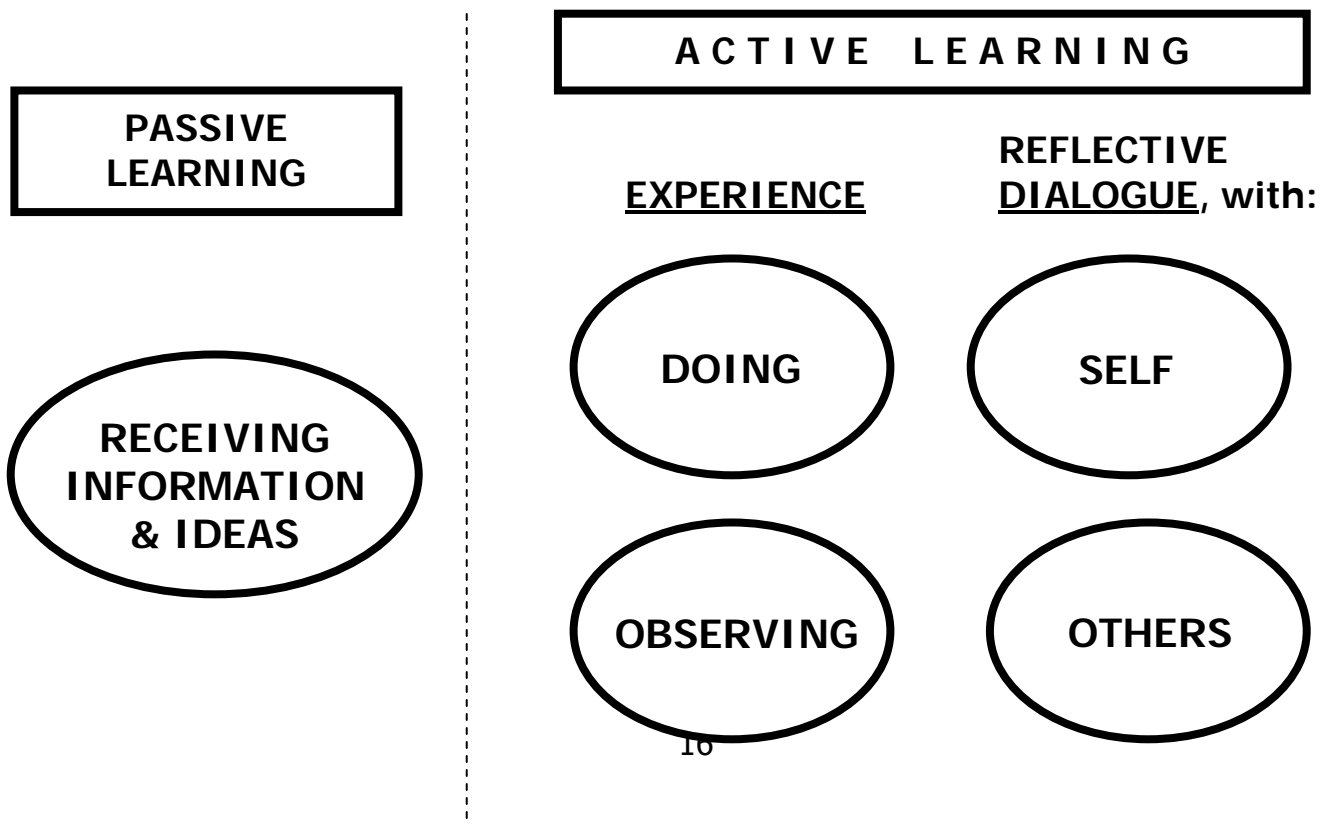 PASSIVE
LEARNING
RECEIVING
INFORMATION
& IDEAS
ACTIVE LEARNING
EXPERIENCE
REFLECTIVE
DIALOGUE, with:
DOING
SELF
OBSERVING
OTHERS
16